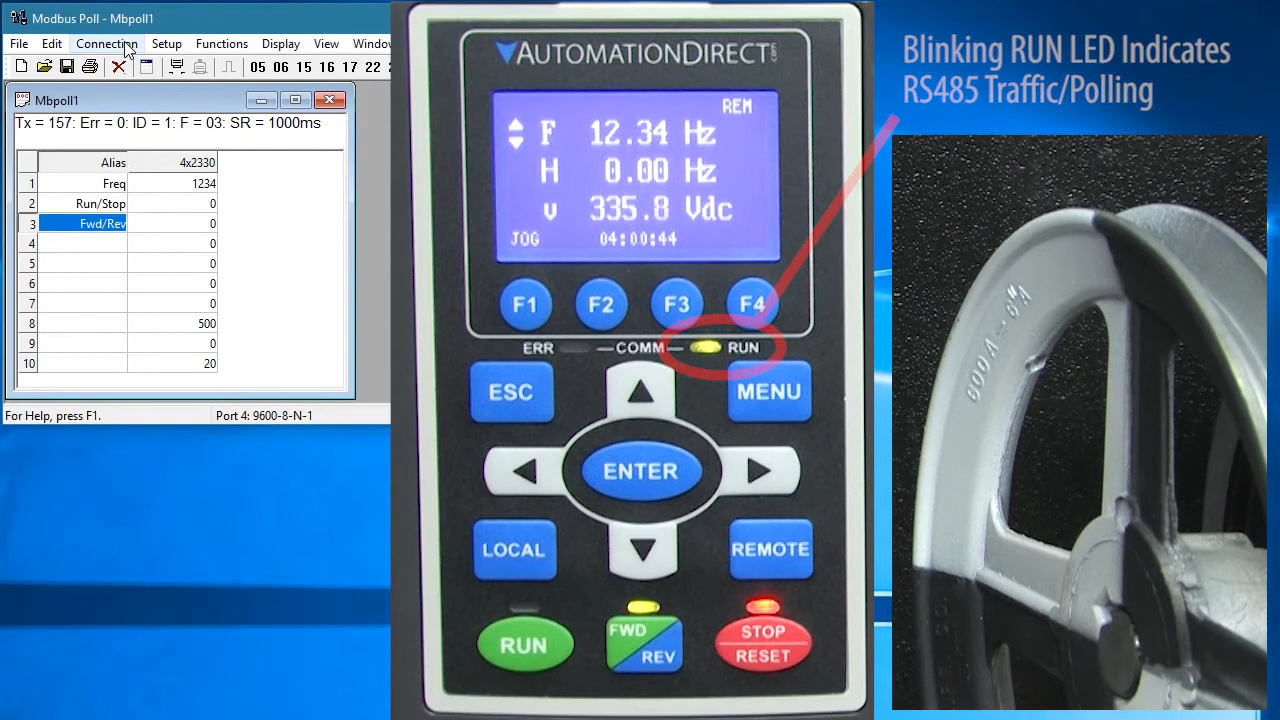 Modbus Poll - Mbpoll1
File Edit Connection Setup Functions Display View Window
05 06 15 16 17 22 2
Mbpoll1
Tx = 157: Err = 0: ID = 1: F = 03: SR = 1000ms
Alias 4x2330
1 Freq 1234
2 Run/Stop 0
3 Fwd/Rev 0
4 0
5 0
6 0
7 0
8 500
9 0
10 20
For Help, press F1. Port 4: 9600-8-N-1
AUTOMATIONDIRECT.com
REM
F 12.34 Hz
H 0.00 Hz
v 335.8 Vdc
JOG 04:00:44
F1 F2 F3 F4
ERR COMM RUN
ESC MENU
ENTER
LOCAL REMOTE
RUN
FWD
REV
STOP
RESET
Blinking RUN LED Indicates
RS485 Traffic/Polling